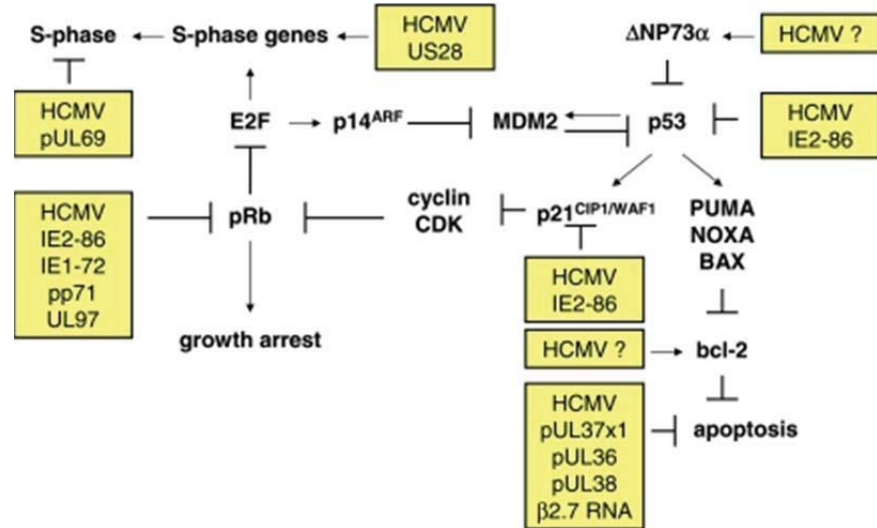 S-phase
S-phase genes
HCMV
US28
ΔNP73α
HCMV ?
HCMV
pUL69
E2F
p14ARF
MDM2
p53
HCMV
IE2-86
HCMV
IE2-86
IE1-72
pp71
UL97
pRb
cyclin
CDK
p21CIP1/WAF1
PUMA
NOXA
BAX
HCMV
IE2-86
growth arrest
HCMV ?
bcl-2
HCMV
pUL37x1
pUL36
pUL38
β2.7 RNA
apoptosis